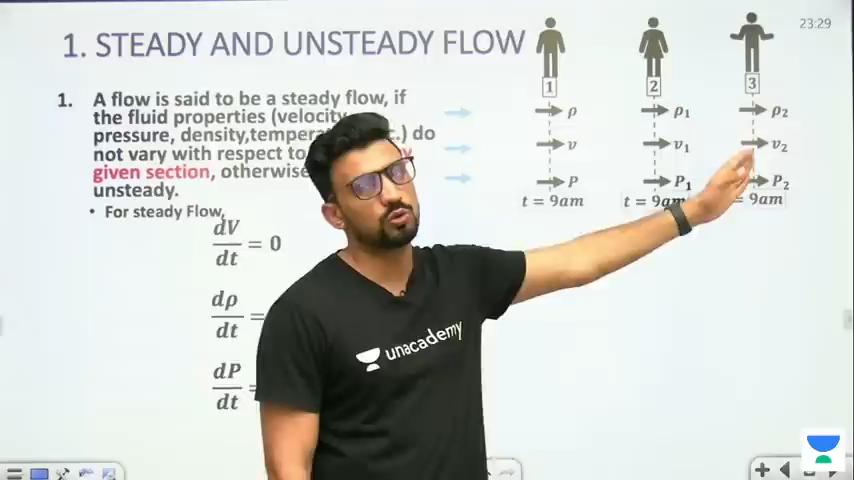 1. STEADY AND UNSTEADY FLOW
23:29
1. A flow is said to be a steady flow, if
the fluid properties (velocity,
pressure, density, do
not vary with respect to
given section, otherwise
unsteady.
• For steady Flow,
dV/dt = 0
dρ/dt =
dP/dt =
1 2 3
ρ ρ₁ ρ₂
v v₁ v₂
P P₁ P₂
t = 9am t = 9am = 9am
unacademy